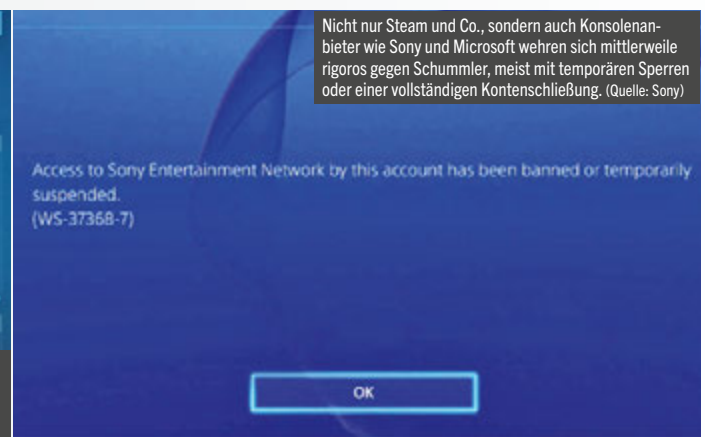 Nicht nur Steam und Co., sondern auch Konsolenan-
bieter wie Sony und Microsoft wehren sich mittlerweile
rigoros gegen Schummler, meist mit temporären Sperren
oder einer vollständigen Kontenschließung. (Quelle: Sony)
Access to Sony Entertainment Network by this account has been banned or temporarily
suspended.
(WS-37368-7)
OK